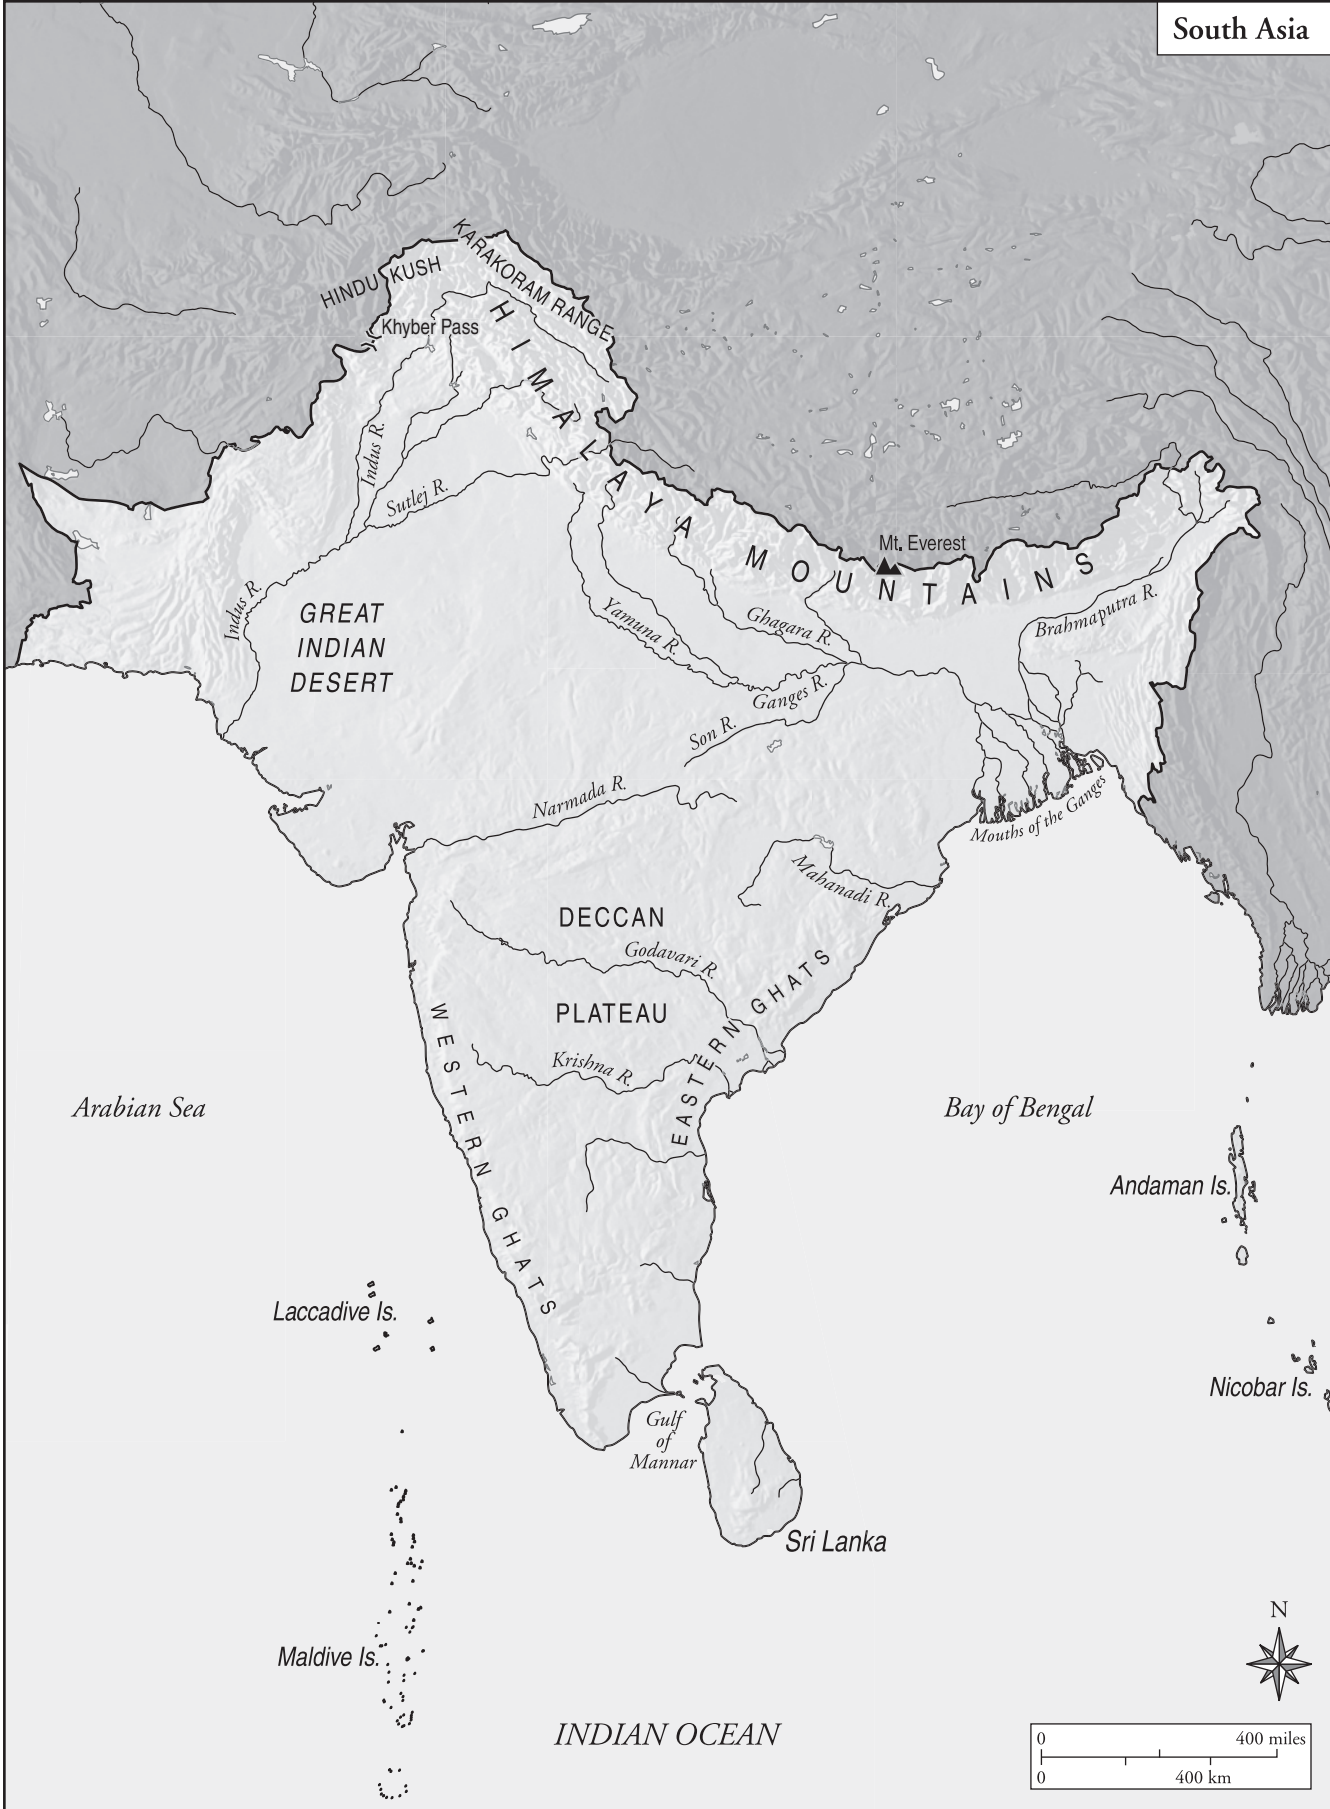 South Asia
KARAKORAM RANGE
HINDU KUSH
Khyber Pass
HIMALAYA MOUNTAINS
Indus R.
Sutlej R.
Mt. Everest
Indus R.
GREAT
INDIAN
DESERT
Yamuna R.
Ghagara R.
Brahmaputra R.
Ganges R.
Son R.
Narmada R.
Mouths of the Ganges
Mahanadi R.
DECCAN
Godavari R.
PLATEAU
EASTERN GHATS
WESTERN GHATS
Krishna R.
Arabian Sea
Bay of Bengal
Andaman Is.
Laccadive Is.
Nicobar Is.
Gulf
of
Mannar
Sri Lanka
Maldive Is.
N
INDIAN OCEAN
0 400 miles
0 400 km